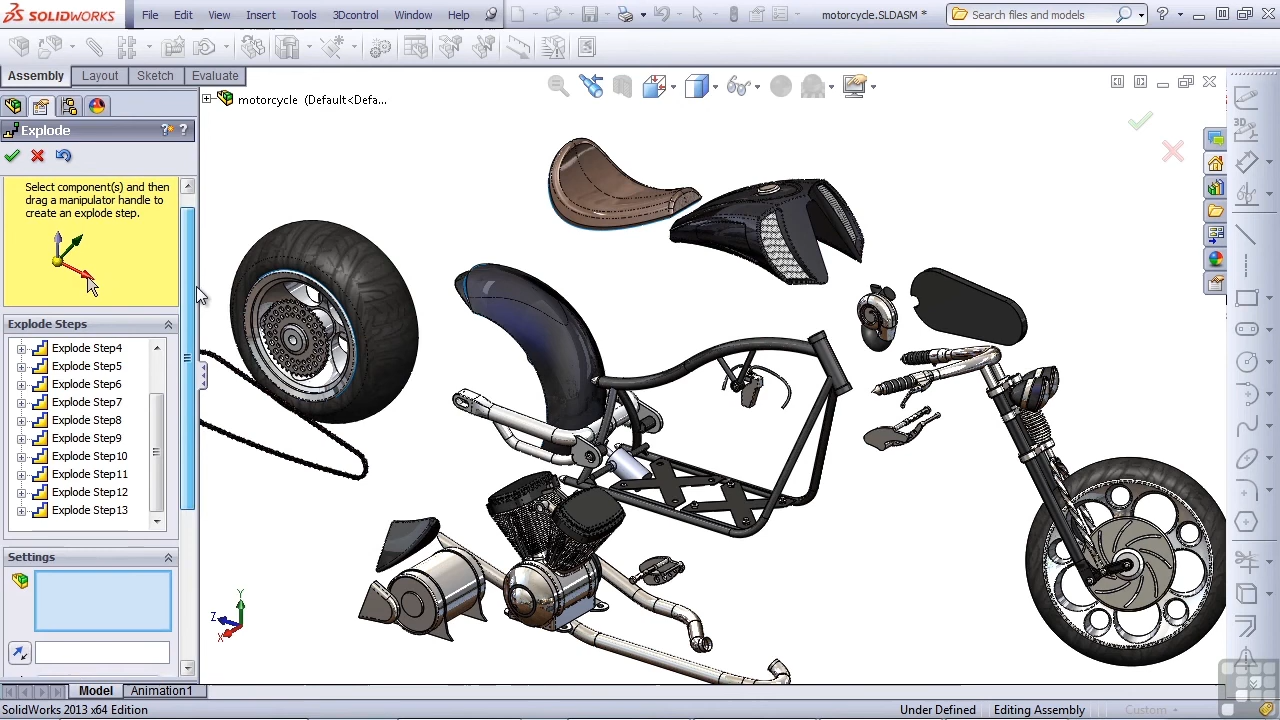 SOLIDWORKS File Edit View Insert Tools 3Dcontrol Window Help motorcycle.SLDASM * Search files and models ?
Assembly Layout Sketch Evaluate
motorcycle (Default<Defa...
Explode ? ?
Select component(s) and then
drag a manipulator handle to
create an explode step.
Explode Steps
Explode Step4
Explode Step5
Explode Step6
Explode Step7
Explode Step8
Explode Step9
Explode Step10
Explode Step11
Explode Step12
Explode Step13
Settings
Y
Z
X
3D
Model Animation1
SolidWorks 2013 x64 Edition Under Defined Editing Assembly Custom